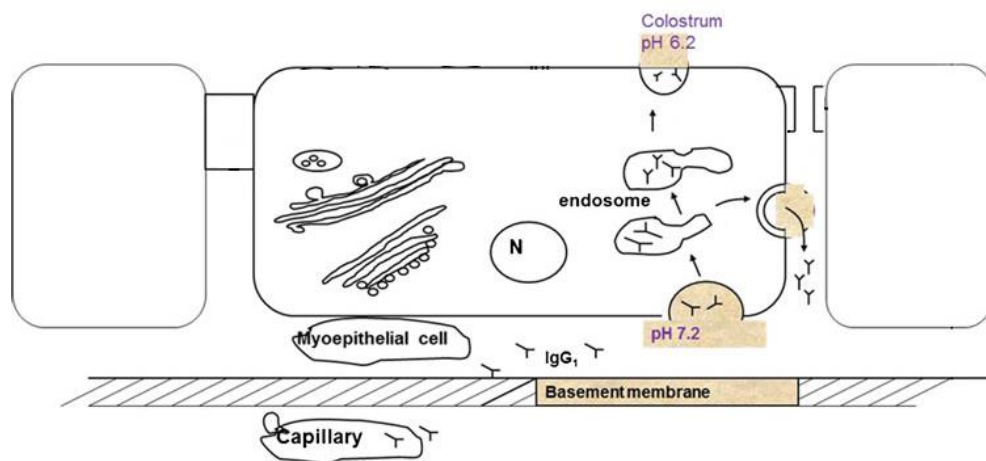 Colostrum
pH 6.2
endosome
N
Myoepithelial cell
pH 7.2
IgG₁
Basement membrane
Capillary